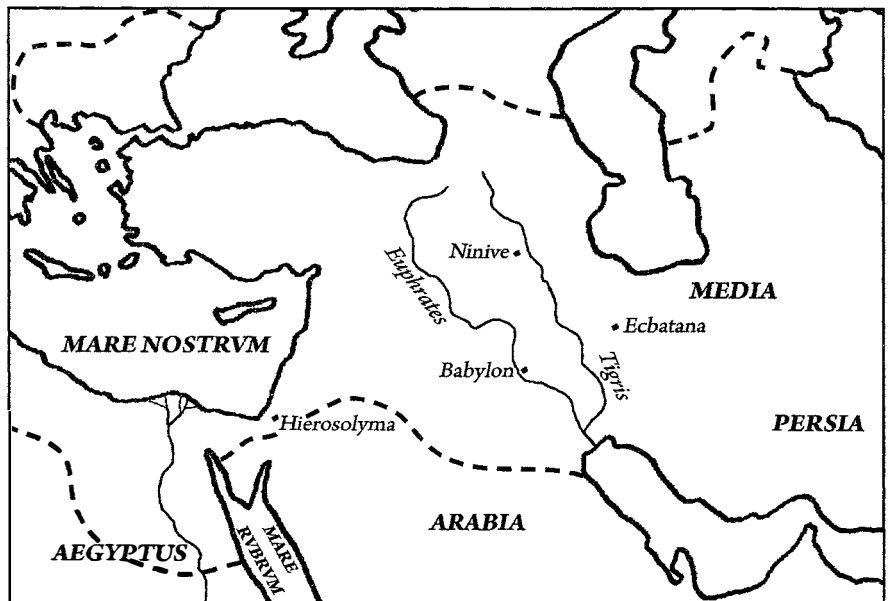 Ninive
Euphrates
MEDIA
Ecbatana
MARE NOSTRVM
Babylon
Tigris
Hierosolyma
PERSIA
ARABIA
AEGYPTUS
MARE
RVBRVM